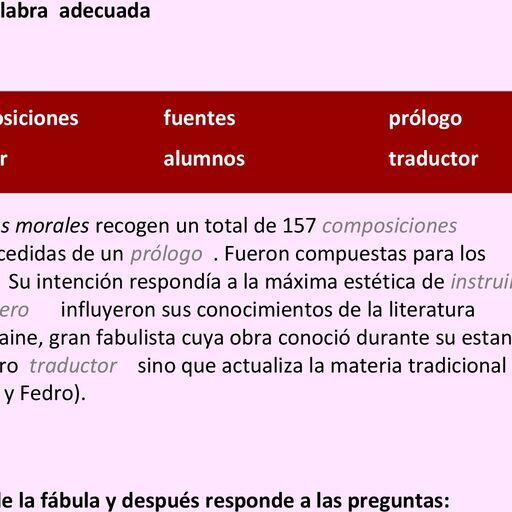 labra adecuada
siciones fuentes prólogo
r alumnos traductor
s morales recogen un total de 157 composiciones
cedidas de un prólogo . Fueron compuestas para los
Su intención respondía a la máxima estética de instrui
ero influyeron sus conocimientos de la literatura
aine, gran fabulista cuya obra conoció durante su estan
ro traductor sino que actualiza la materia tradicional
y Fedro).
le la fábula y después responde a las preguntas: